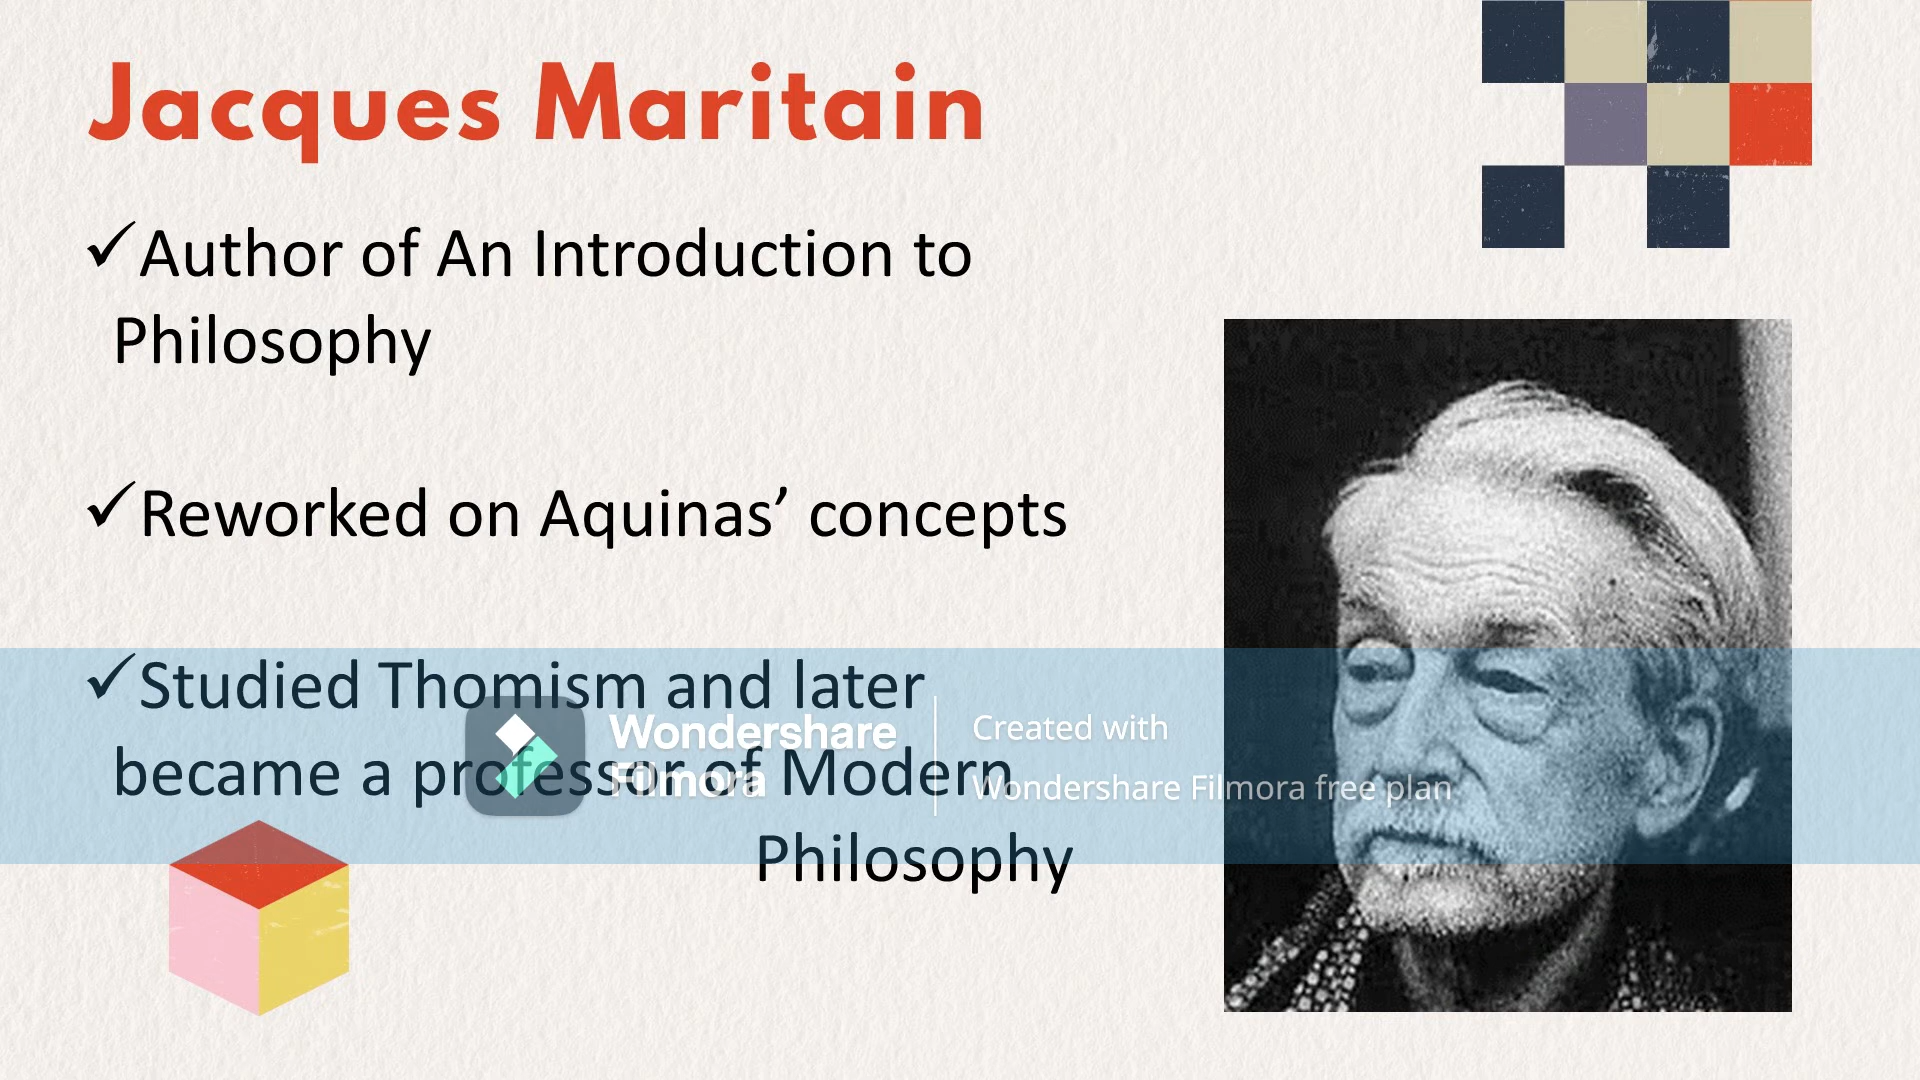 Jacques Maritain
✓Author of An Introduction to
Philosophy
✓Reworked on Aquinas’ concepts
✓Studied Thomism and later
became a professor of Modern
Philosophy
Wondershare
Filmora
Created with
Wondershare Filmora free plan